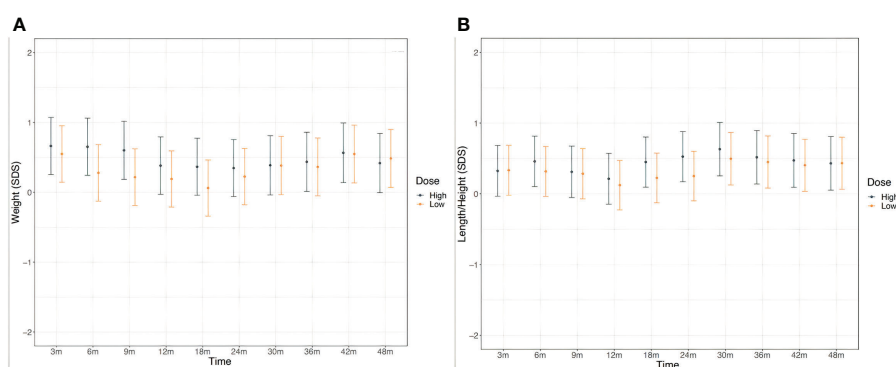 A
Weight (SDS)
2
1
0
−1
−2
3m 6m 9m 12m 18m 24m 30m 36m 42m 48m
Time
Dose
High
Low
B
Length/Height (SDS)
2
1
0
−1
−2
3m 6m 9m 12m 18m 24m 30m 36m 42m 48m
Time
Dose
High
Low